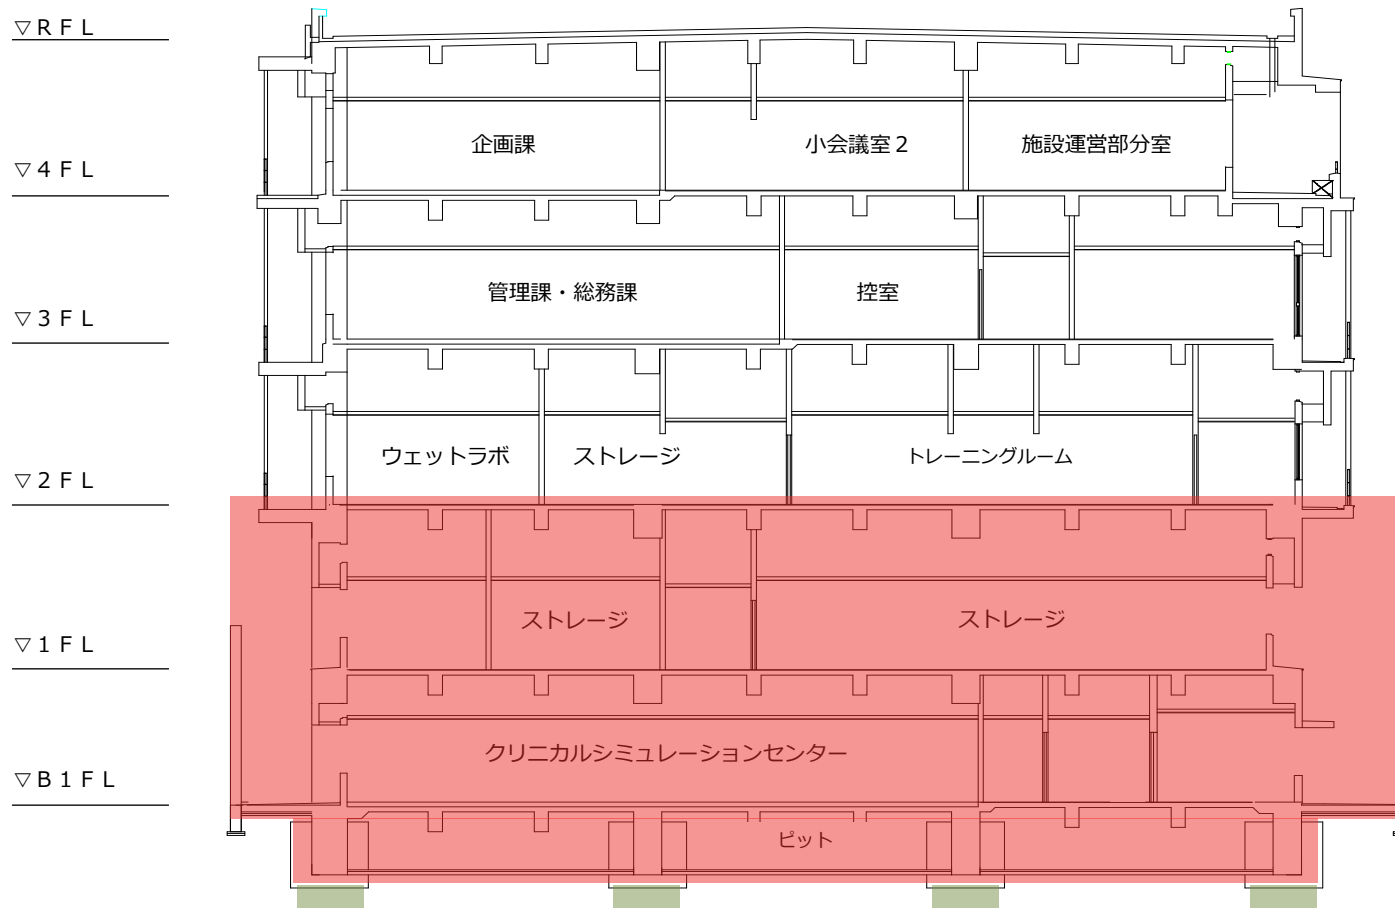 ▽ＲＦＬ
企画課
小会議室２
施設運営部分室
▽４ＦＬ
管理課・総務課
控室
▽３ＦＬ
ウェットラボ
ストレージ
トレーニングルーム
▽２ＦＬ
ストレージ
ストレージ
▽１ＦＬ
クリニカルシミュレーションセンター
▽Ｂ１ＦＬ
ピット